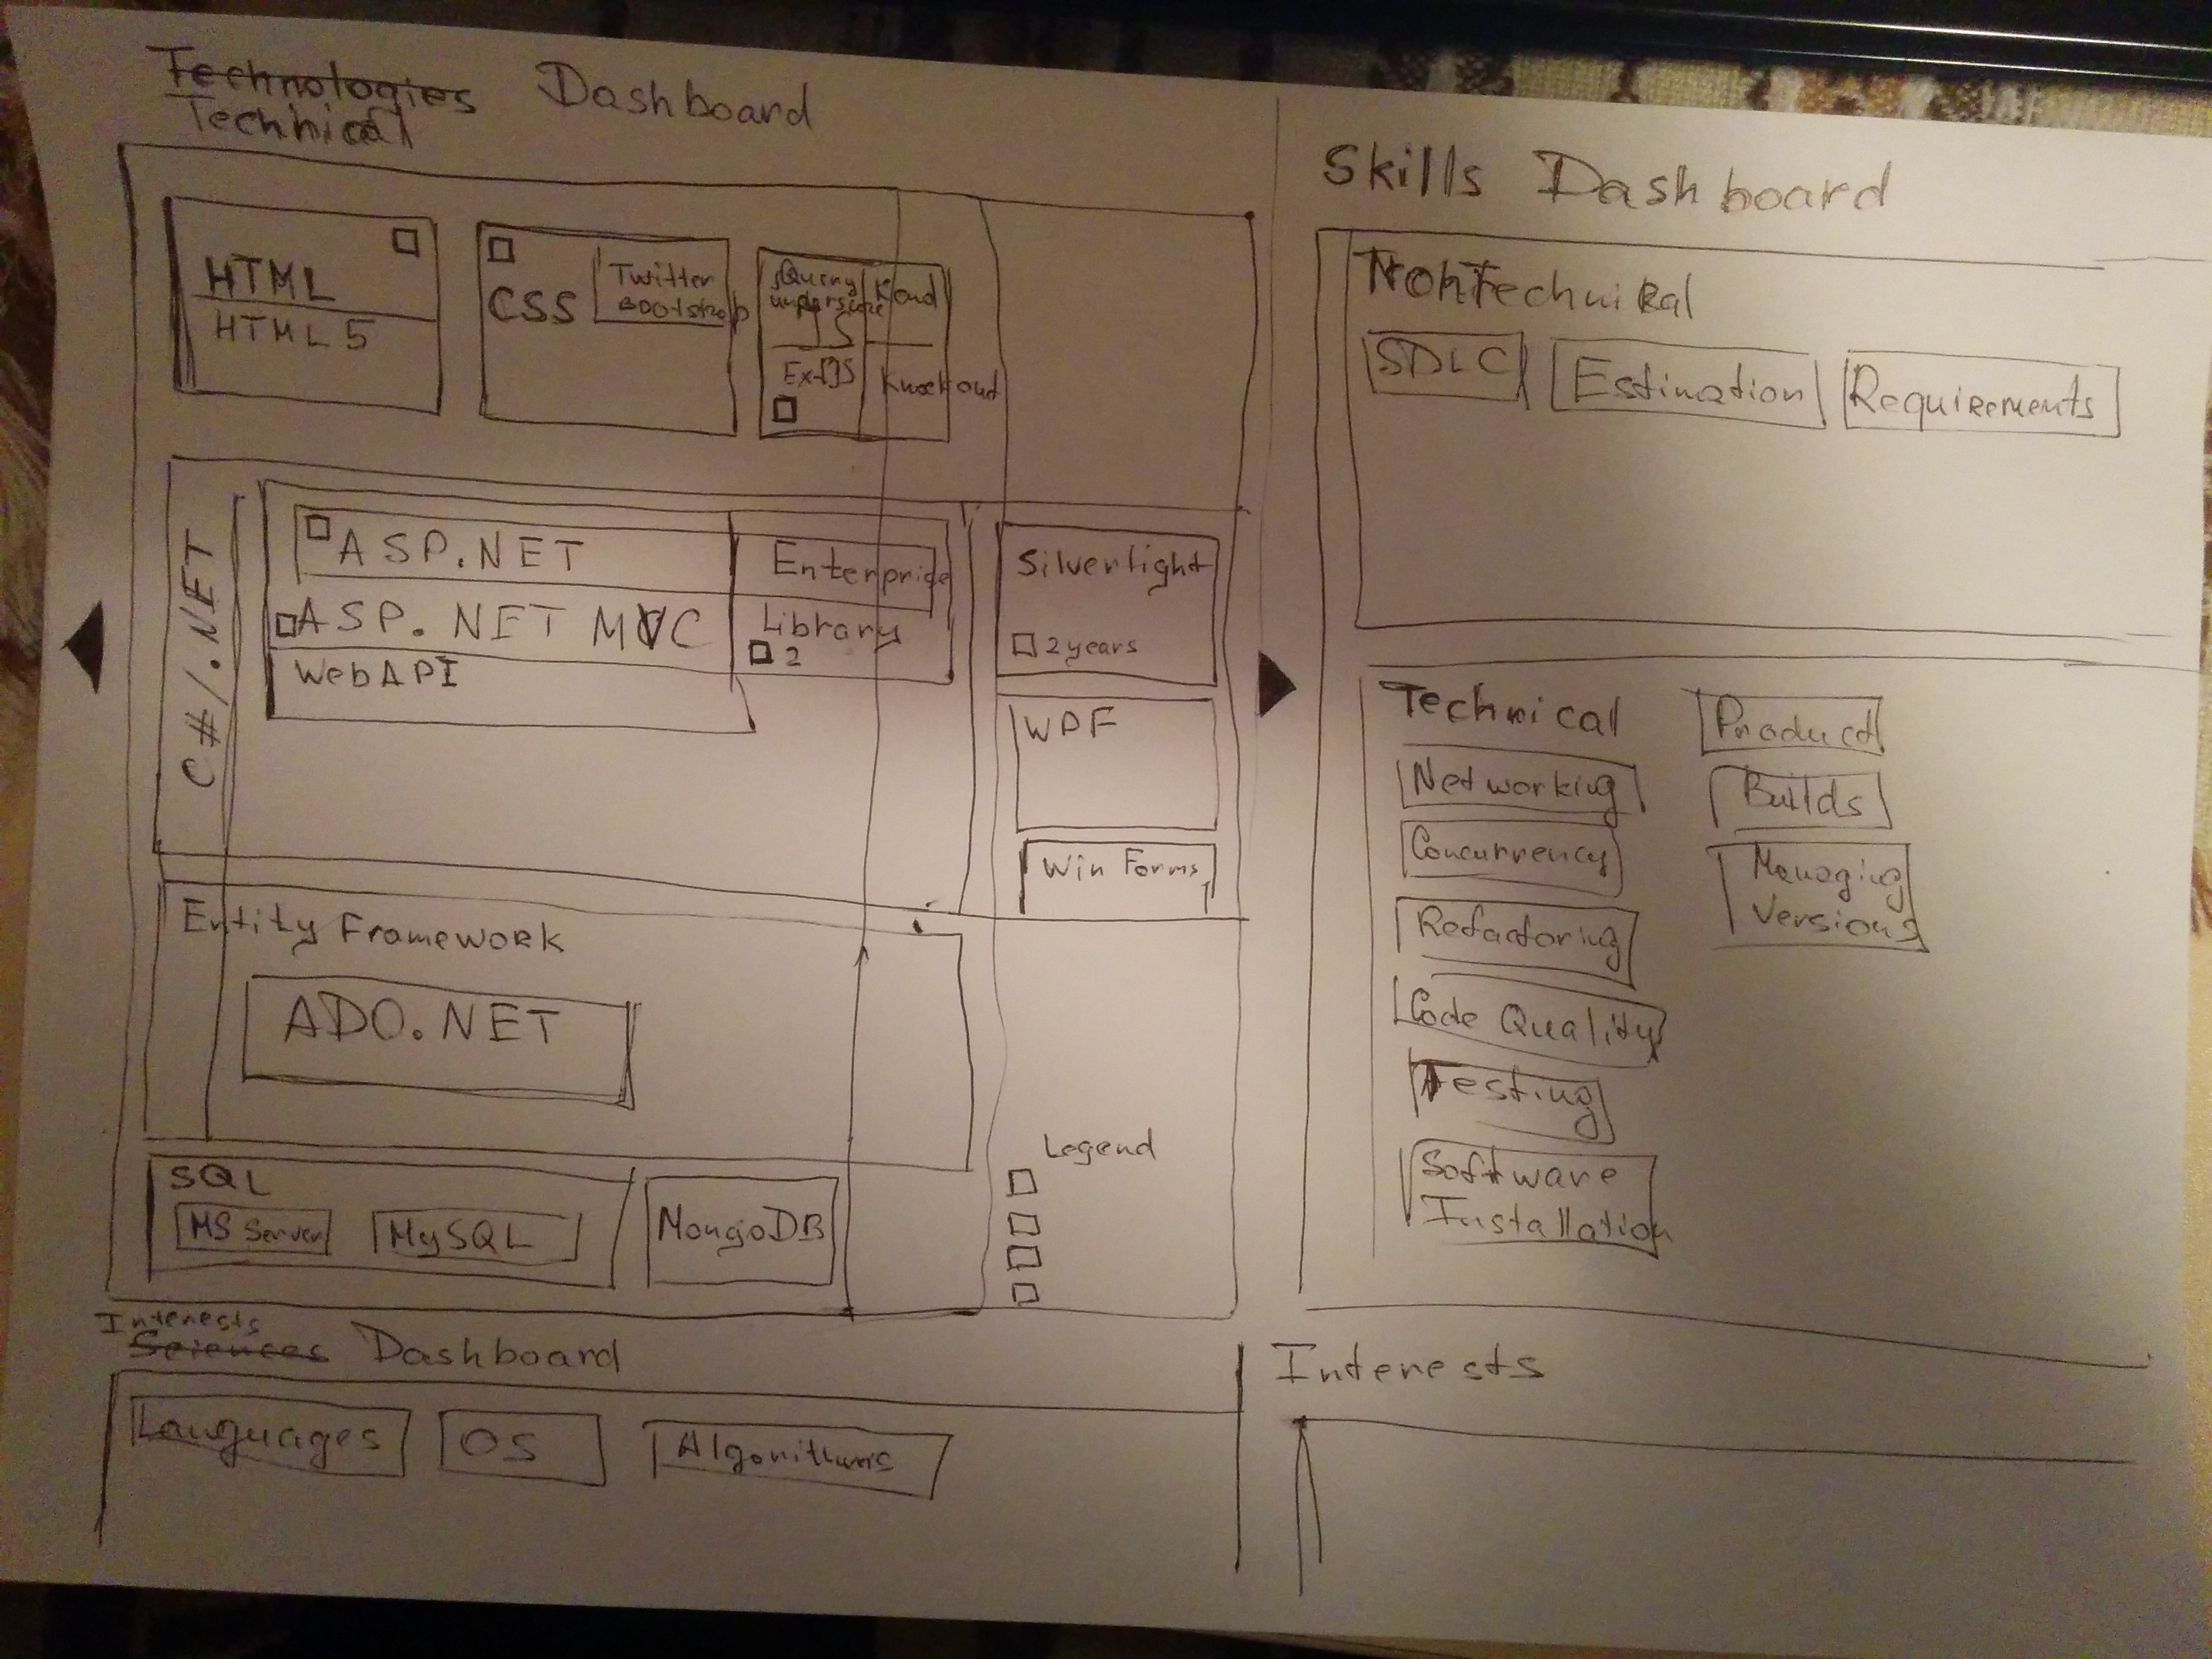 Technologies Dashboard
Technical
HTML
HTML 5
CSS
Twitter
Bootstrap
jQuery
underscore
JS
ExtJS
Knockout
C#/.NET
ASP.NET
ASP.NET MVC
WebAPI
Enterprise
Library
2
Silverlight
2 years
WPF
Win Forms
Entity Framework
ADO.NET
SQL
MS Server
MySQL
MongoDB
Legend
Interests
Sciences Dashboard
Languages
OS
Algorithms
Skills Dashboard
NonTechnical
SDLC
Estimation
Requirements
Technical
Networking
Concurrency
Refactoring
Code Quality
Testing
Software
Installation
Product
Builds
Managing
Versions
Interests